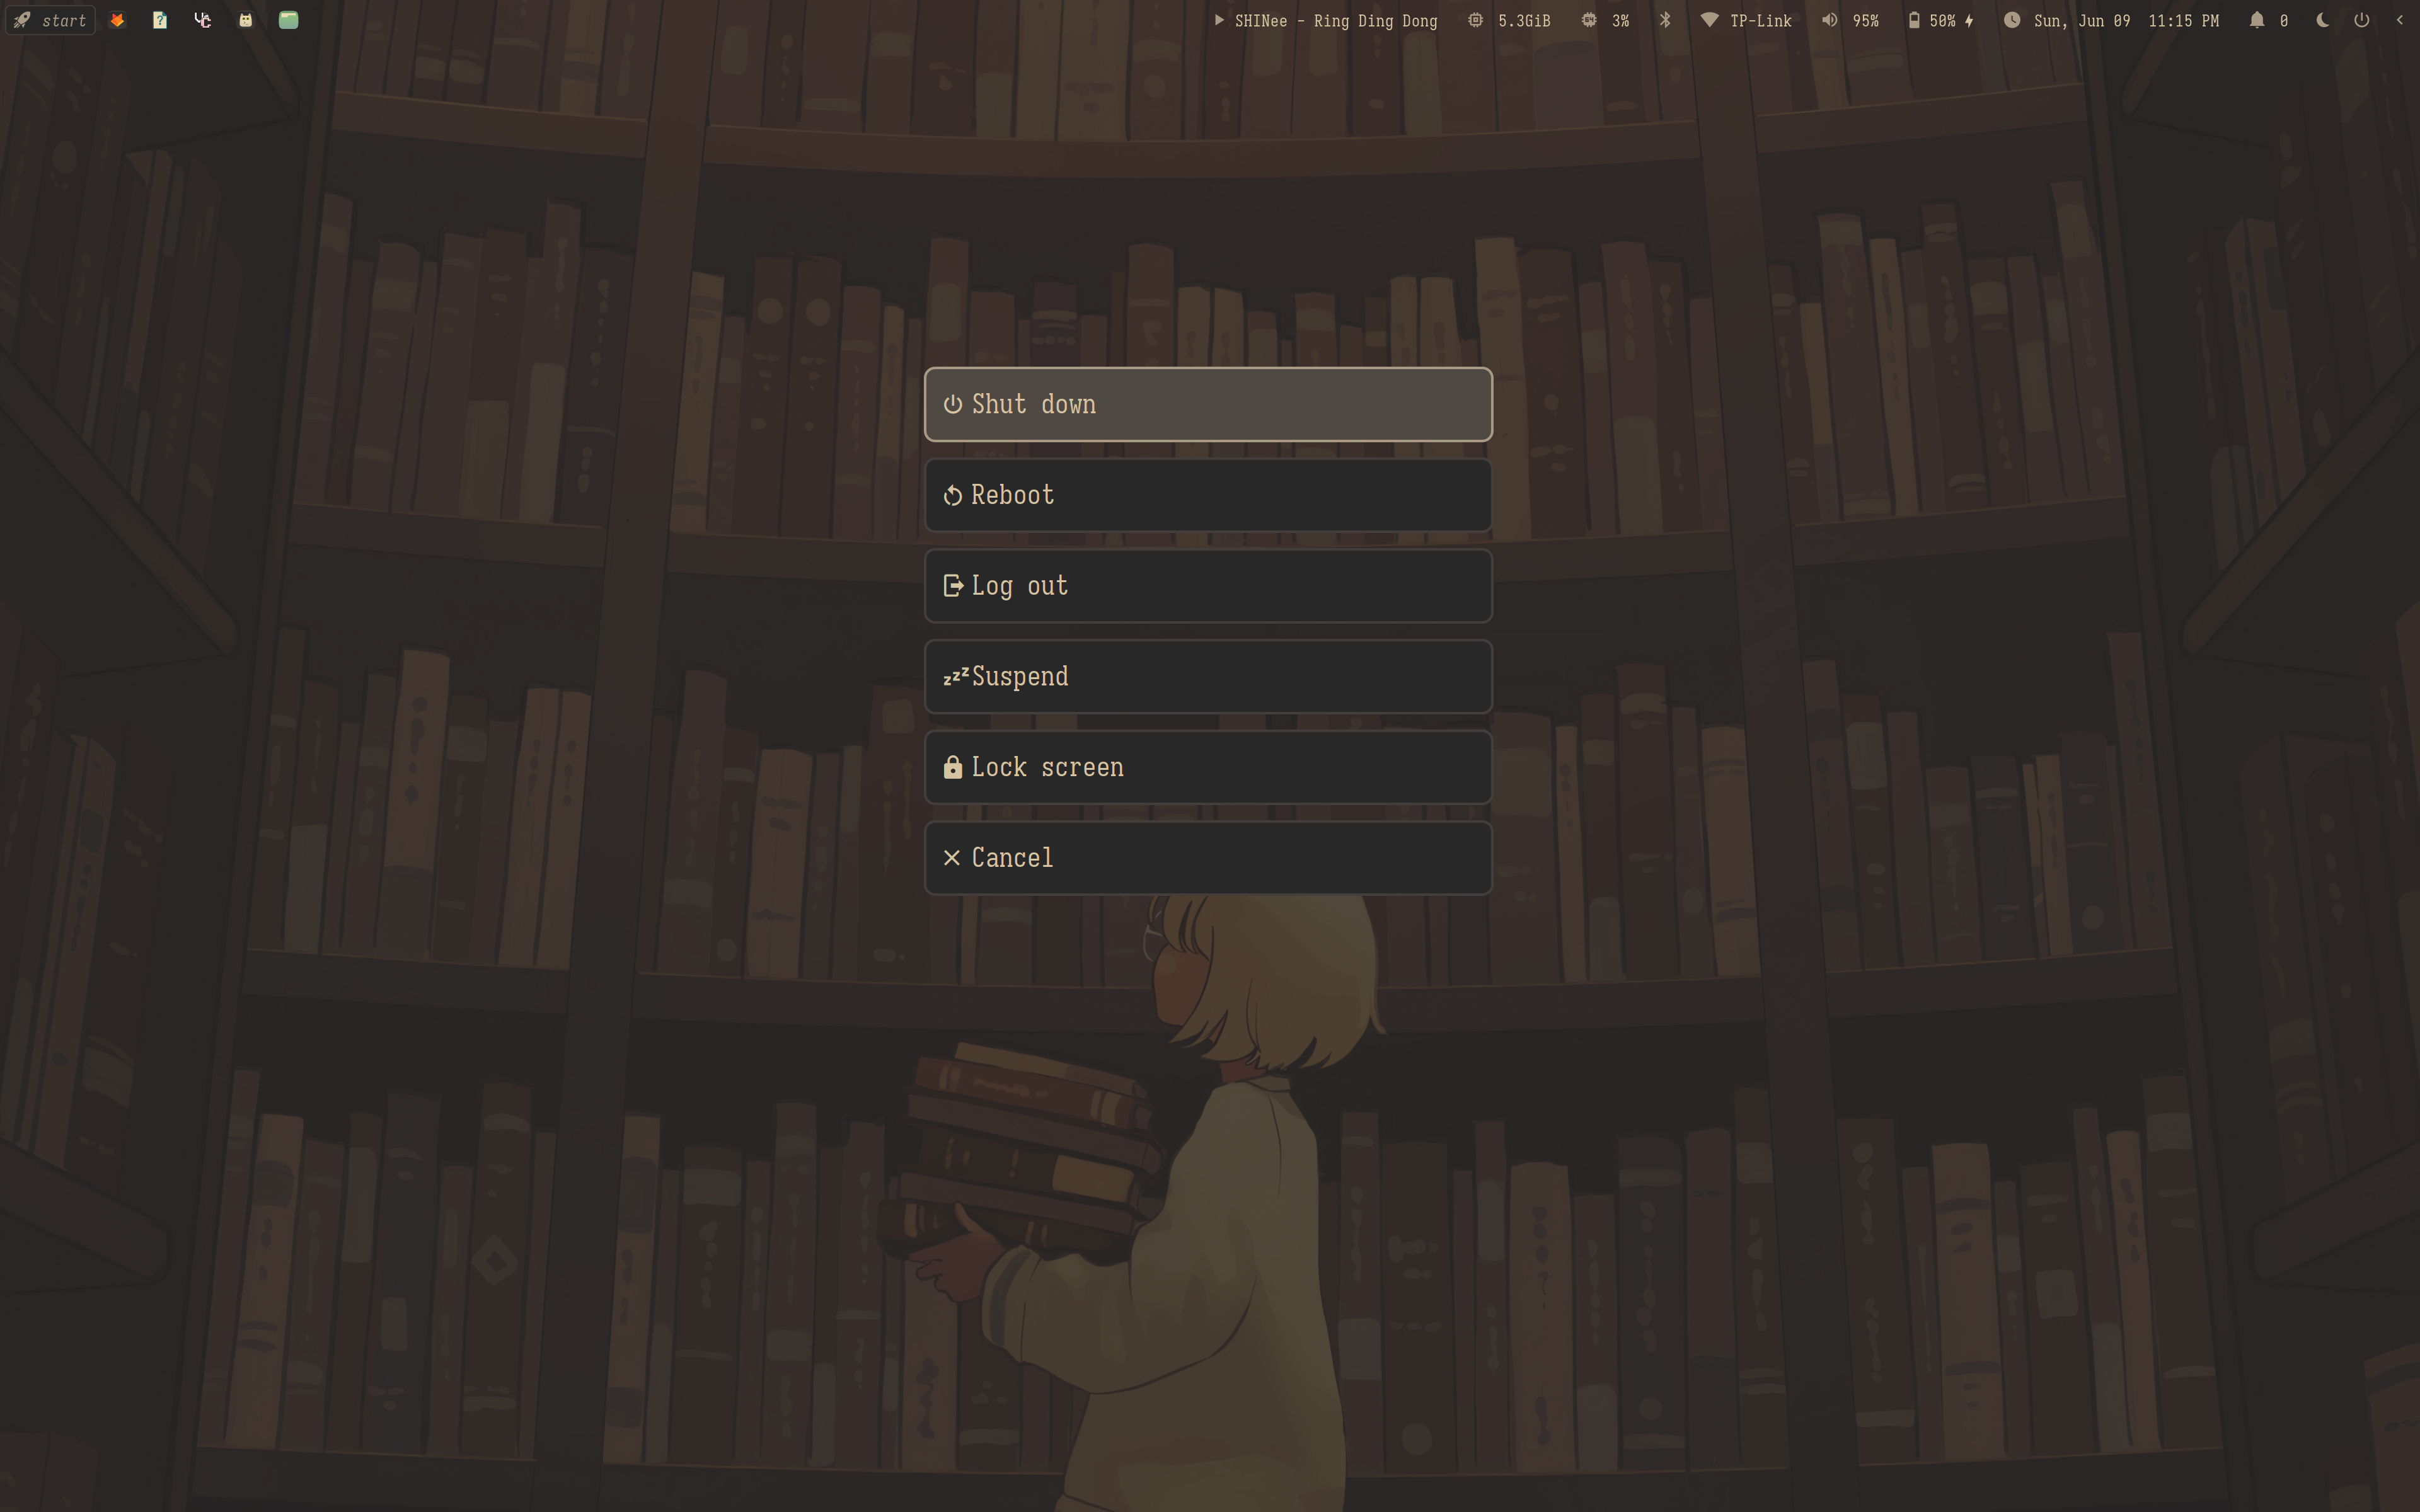 start SHINee - Ring Ding Dong 5.3GiB 3% TP-Link 95% 50% Sun, Jun 09 11:15 PM 0
Shut down
Reboot
Log out
zzz Suspend
Lock screen
Cancel